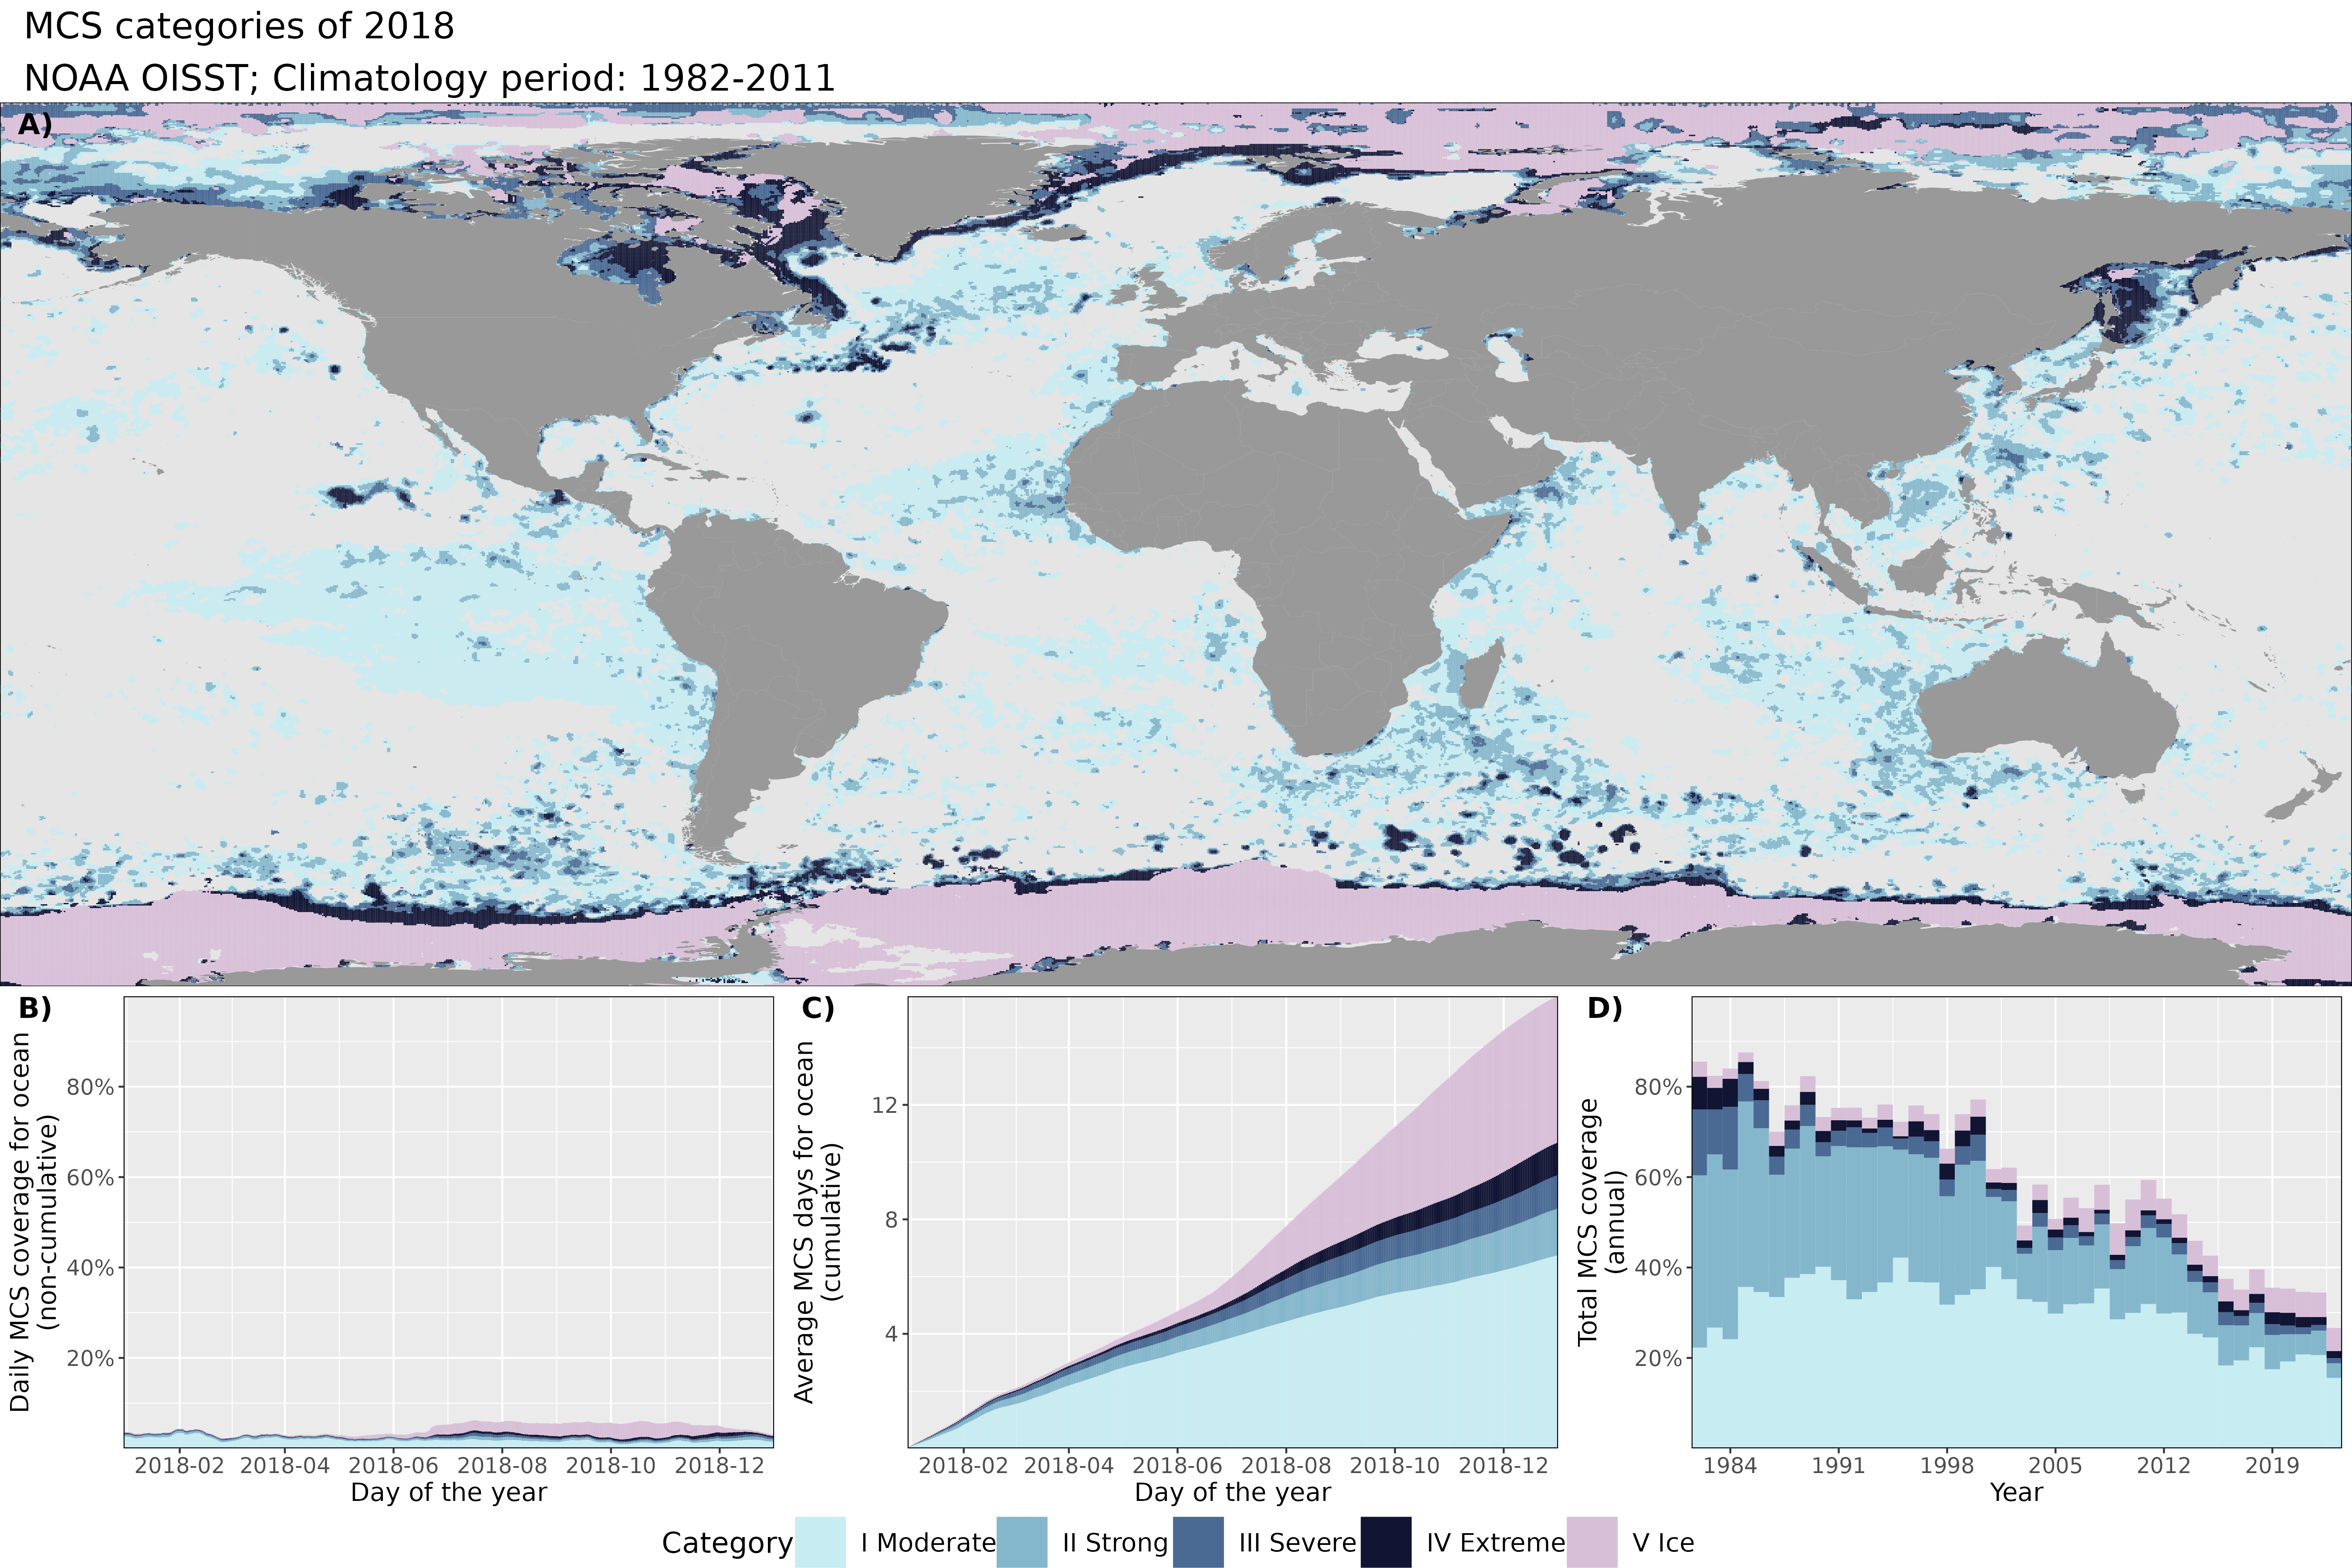 MCS categories of 2018
NOAA OISST; Climatology period: 1982-2011
A)
B)
Daily MCS coverage for ocean
(non-cumulative)
80%
60%
40%
20%
2018-02 2018-04 2018-06 2018-08 2018-10 2018-12
Day of the year
C)
Average MCS days for ocean
(cumulative)
12
8
4
2018-02 2018-04 2018-06 2018-08 2018-10 2018-12
Day of the year
D)
Total MCS coverage
(annual)
80%
60%
40%
20%
1984 1991 1998 2005 2012 2019
Year
Category I Moderate II Strong III Severe IV Extreme V Ice